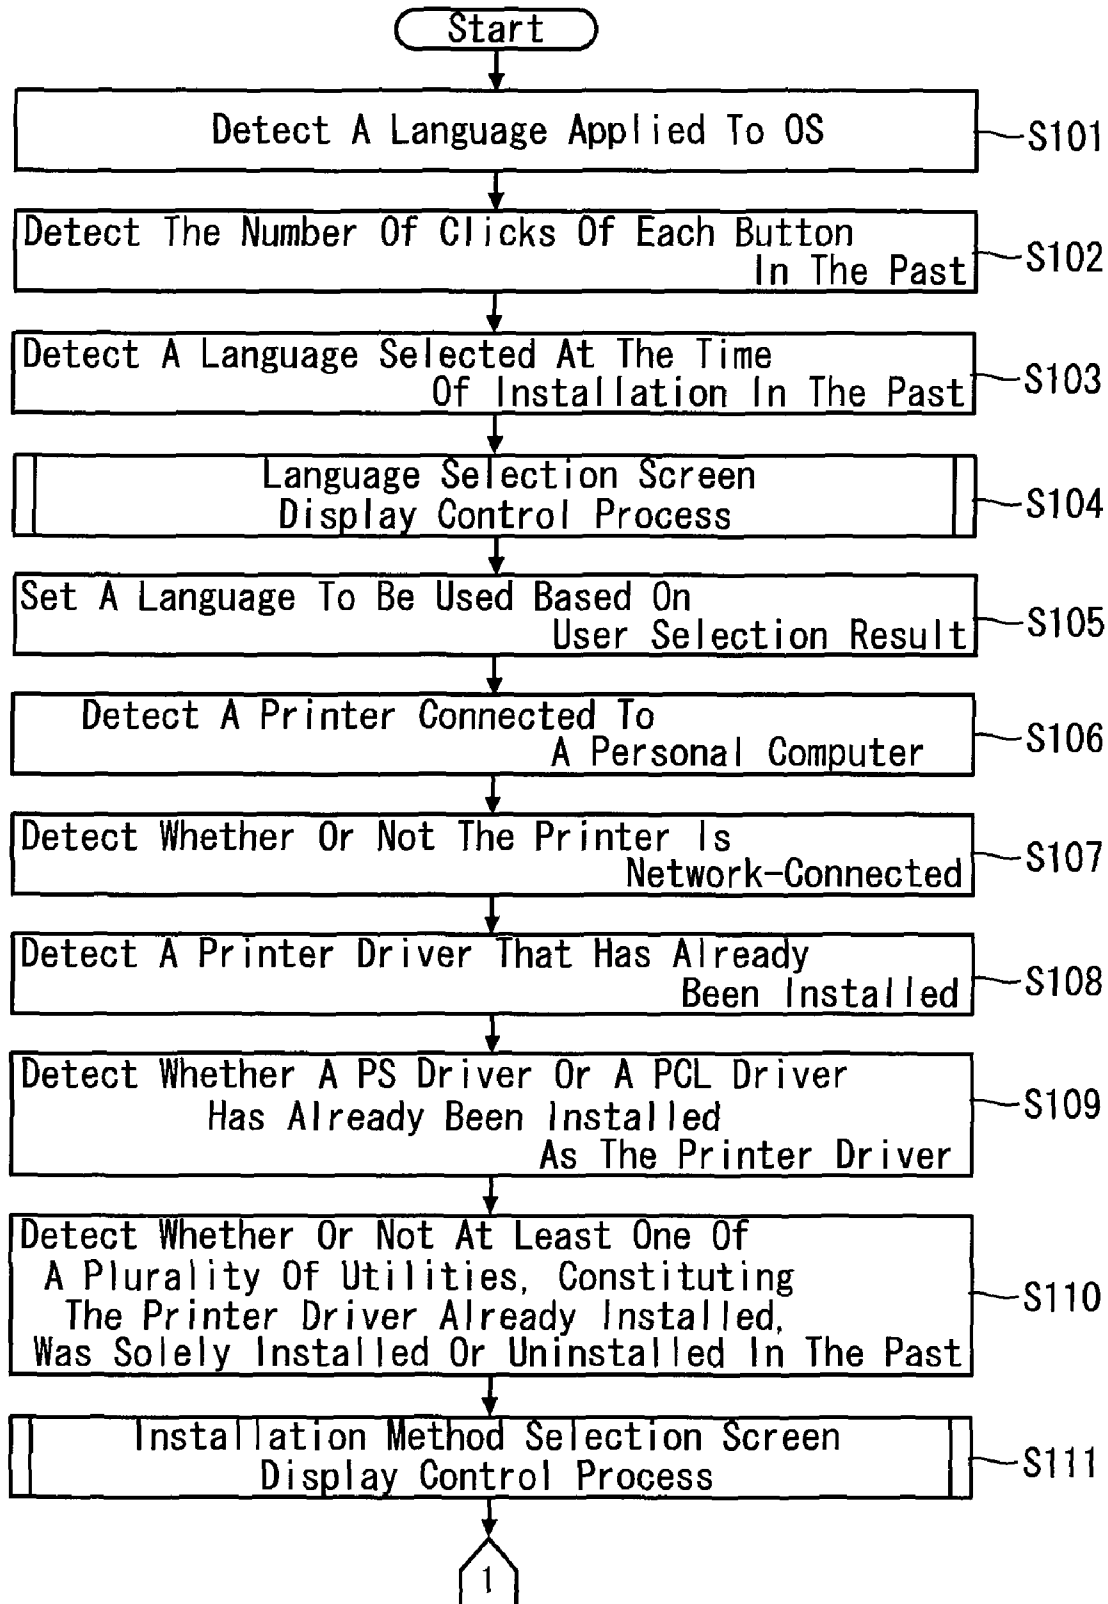 Start
Detect A Language Applied To OS
S101
Detect The Number Of Clicks Of Each Button
In The Past
S102
Detect A Language Selected At The Time
Of Installation In The Past
S103
Language Selection Screen
Display Control Process
S104
Set A Language To Be Used Based On
User Selection Result
S105
Detect A Printer Connected To
A Personal Computer
S106
Detect Whether Or Not The Printer Is
Network-Connected
S107
Detect A Printer Driver That Has Already
Been Installed
S108
Detect Whether A PS Driver Or A PCL Driver
Has Already Been Installed
As The Printer Driver
S109
Detect Whether Or Not At Least One Of
A Plurality Of Utilities, Constituting
The Printer Driver Already Installed,
Was Solely Installed Or Uninstalled In The Past
S110
Installation Method Selection Screen
Display Control Process
S111
1